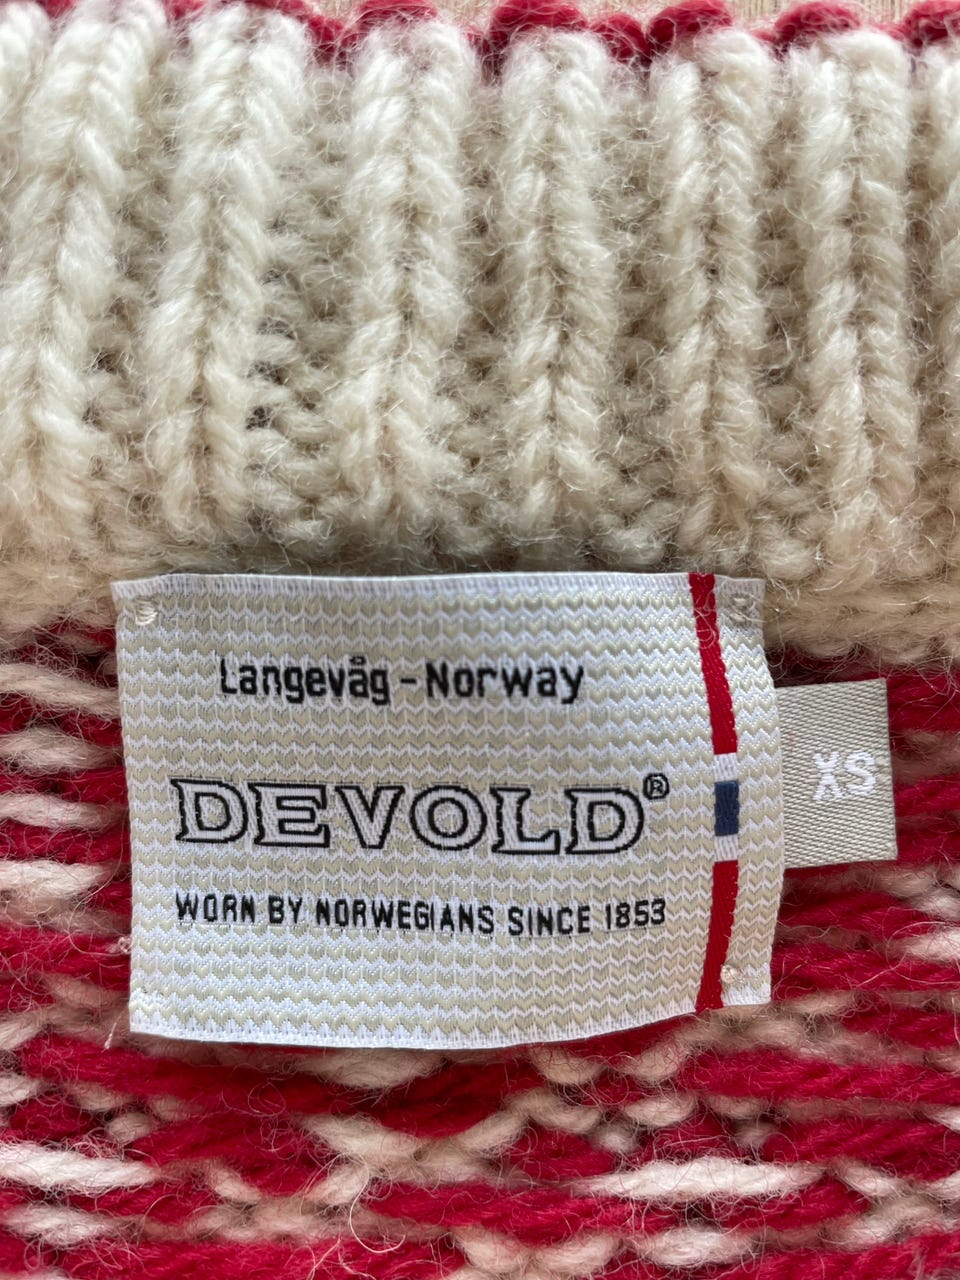 Langevåg - Norway
DEVOLD®
WORN BY NORWEGIANS SINCE 1853
XS